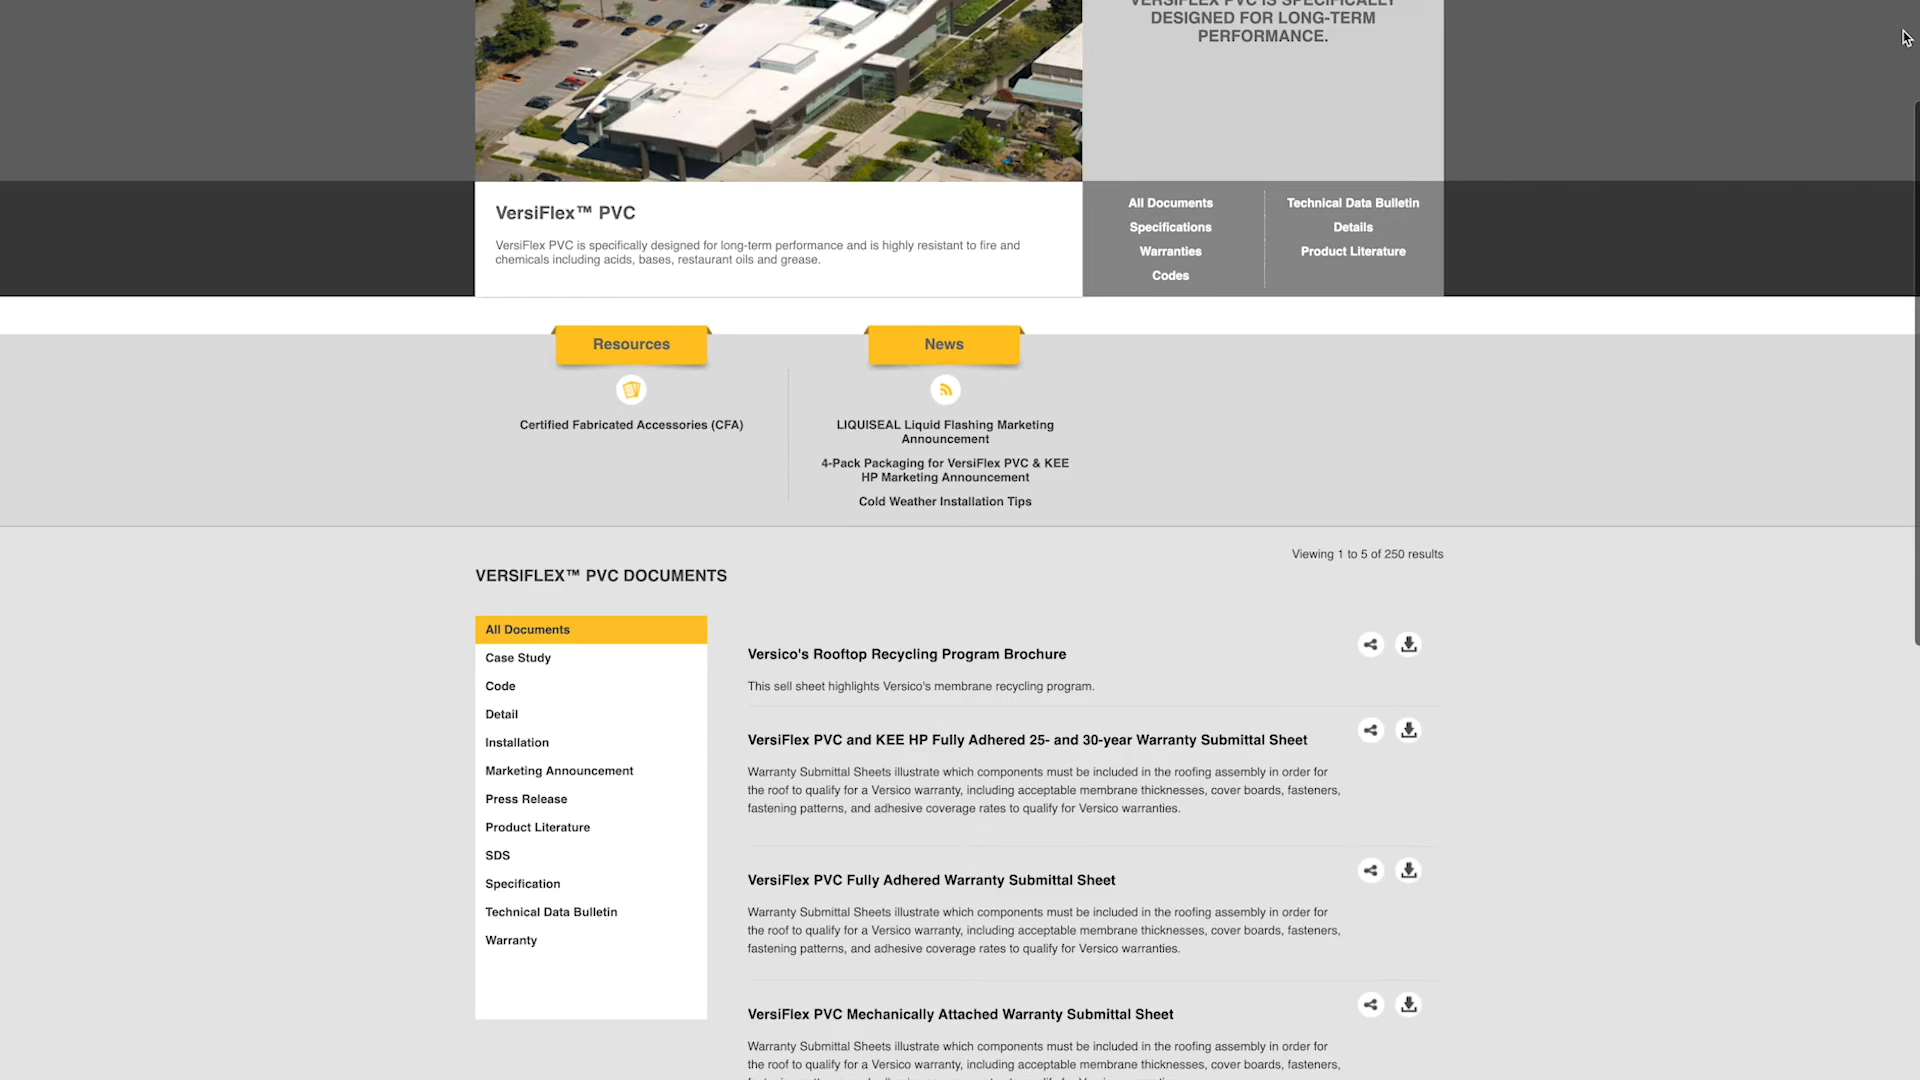 VERSIFLEX PVC IS SPECIFICALLY
DESIGNED FOR LONG-TERM
PERFORMANCE.
VersiFlex™ PVC
VersiFlex PVC is specifically designed for long-term performance and is highly resistant to fire and
chemicals including acids, bases, restaurant oils and grease.
All Documents
Specifications
Warranties
Codes
Technical Data Bulletin
Details
Product Literature
Resources
Certified Fabricated Accessories (CFA)
News
LIQUISEAL Liquid Flashing Marketing
Announcement
4-Pack Packaging for VersiFlex PVC & KEE
HP Marketing Announcement
Cold Weather Installation Tips
Viewing 1 to 5 of 250 results
VERSIFLEX™ PVC DOCUMENTS
All Documents
Case Study
Code
Detail
Installation
Marketing Announcement
Press Release
Product Literature
SDS
Specification
Technical Data Bulletin
Warranty
Versico's Rooftop Recycling Program Brochure
This sell sheet highlights Versico's membrane recycling program.
VersiFlex PVC and KEE HP Fully Adhered 25- and 30-year Warranty Submittal Sheet
Warranty Submittal Sheets illustrate which components must be included in the roofing assembly in order for
the roof to qualify for a Versico warranty, including acceptable membrane thicknesses, cover boards, fasteners,
fastening patterns, and adhesive coverage rates to qualify for Versico warranties.
VersiFlex PVC Fully Adhered Warranty Submittal Sheet
Warranty Submittal Sheets illustrate which components must be included in the roofing assembly in order for
the roof to qualify for a Versico warranty, including acceptable membrane thicknesses, cover boards, fasteners,
fastening patterns, and adhesive coverage rates to qualify for Versico warranties.
VersiFlex PVC Mechanically Attached Warranty Submittal Sheet
Warranty Submittal Sheets illustrate which components must be included in the roofing assembly in order for
the roof to qualify for a Versico warranty, including acceptable membrane thicknesses, cover boards, fasteners,